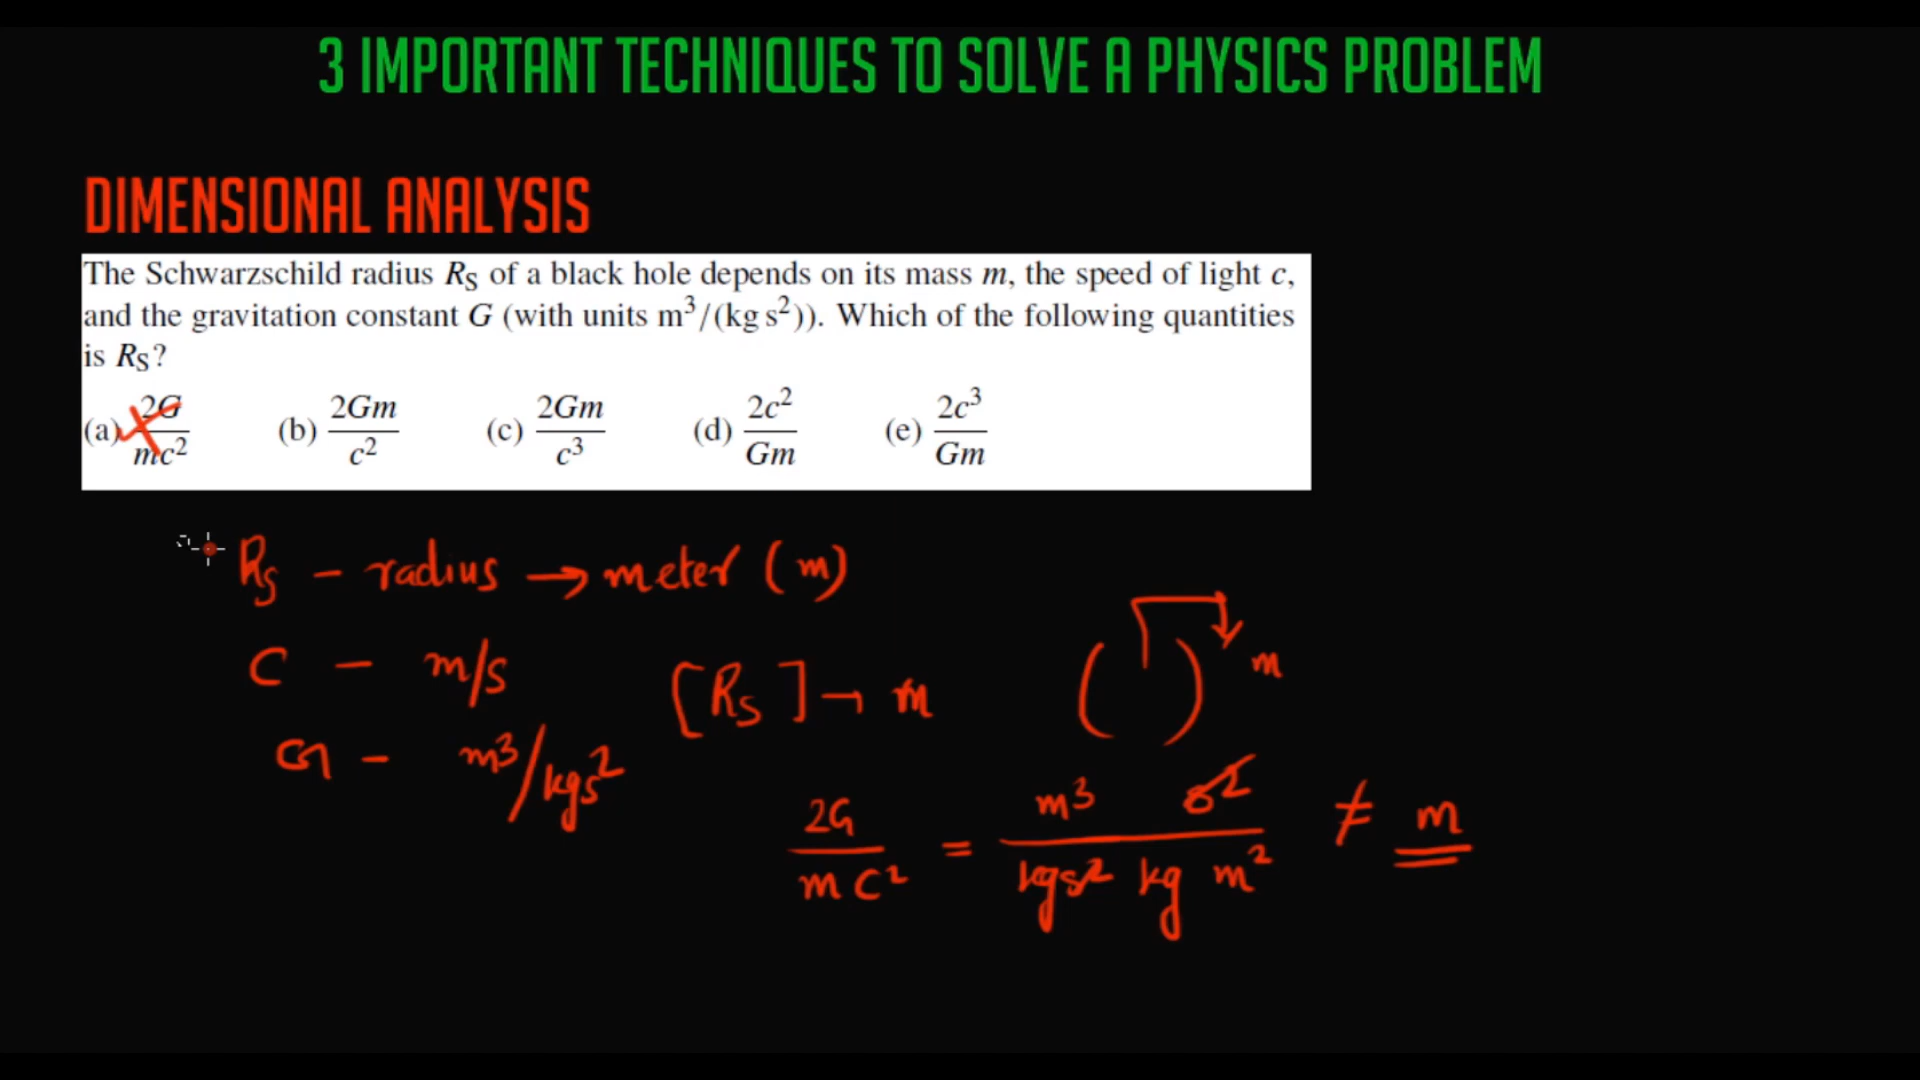 3 IMPORTANT TECHNIQUES TO SOLVE A PHYSICS PROBLEM
DIMENSIONAL ANALYSIS
The Schwarzschild radius R_S of a black hole depends on its mass m, the speed of light c,
and the gravitation constant G (with units m³/(kg s²)). Which of the following quantities
is R_S?
(a) 2G/mc² (b) 2Gm/c² (c) 2Gm/c³ (d) 2c²/Gm (e) 2c³/Gm
R_S – radius → meter (m)
C – m/s
[R_S] → m
( ) m
G – m³/kgs²
2G/mc² = m³ s²/kgs² kg m² ≠ m